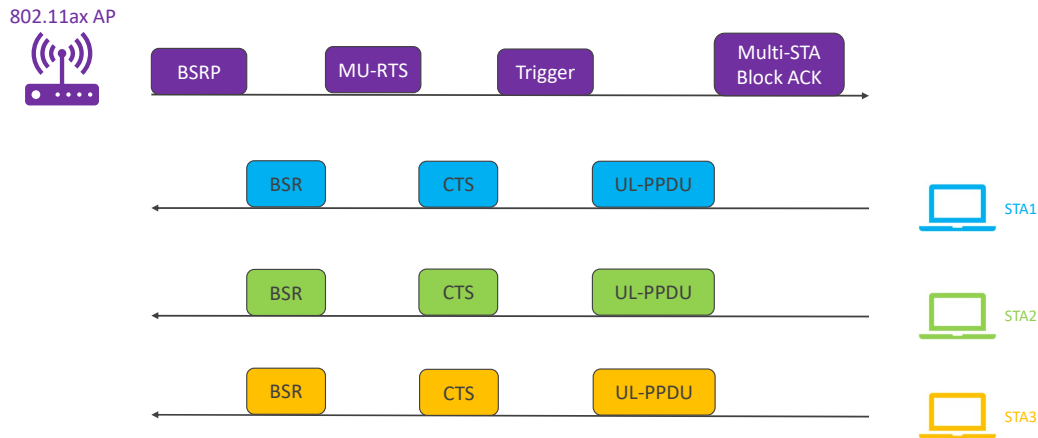 802.11ax AP
BSRP
MU-RTS
Trigger
Multi-STA
Block ACK
BSR
CTS
UL-PPDU
STA1
BSR
CTS
UL-PPDU
STA2
BSR
CTS
UL-PPDU
STA3